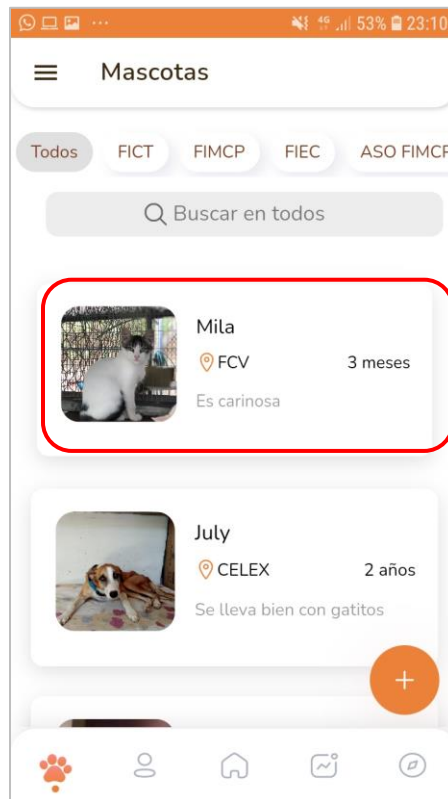 4G 53% 23:10
Mascotas
Todos FICT FIMCP FIEC ASO FIMCP
Buscar en todos
Mila
FCV 3 meses
Es carinosa
July
CELEX 2 años
Se lleva bien con gatitos
+